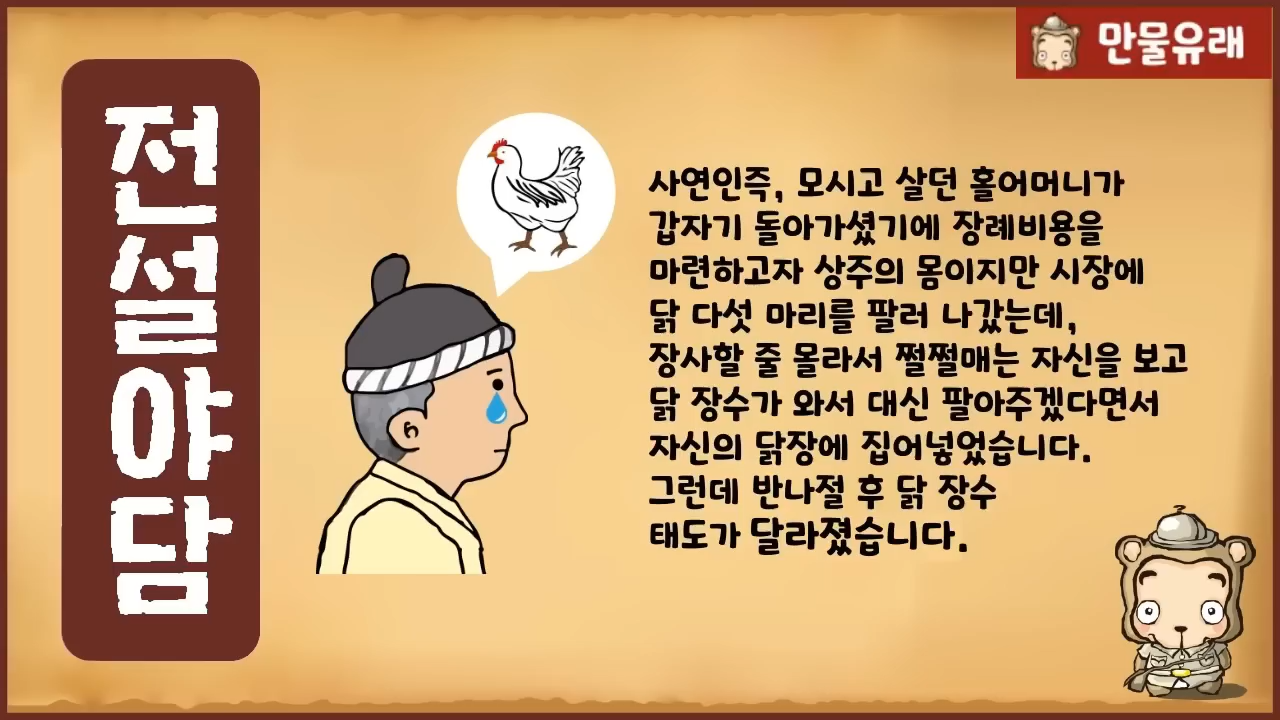 만물유래
전설야담
사연인즉, 모시고 살던 홀어머니가
갑자기 돌아가셨기에 장례비용을
마련하고자 상주의 몸이지만 시장에
닭 다섯 마리를 팔러 나갔는데,
장사할 줄 몰라서 쩔쩔매는 자신을 보고
닭 장수가 와서 대신 팔아주겠다면서
자신의 닭장에 집어넣었습니다.
그런데 반나절 후 닭 장수
태도가 달라졌습니다.